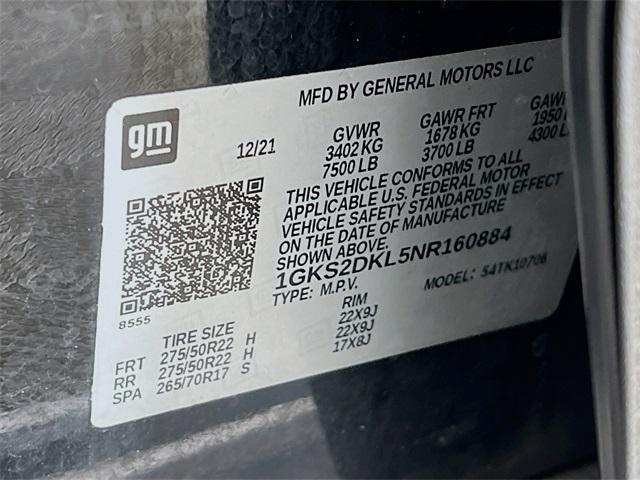 MFD BY GENERAL MOTORS LLC
gm
12/21
GVWR GAWR FRT
3402 KG 1678 KG 1950
7500 LB 3700 LB 4300
THIS VEHICLE CONFORMS TO ALL
APPLICABLE U.S. FEDERAL MOTOR
VEHICLE SAFETY STANDARDS IN EFFECT
ON THE DATE OF MANUFACTURE
SHOWN ABOVE.
1GKS2DKL5NR160884
TYPE: M.P.V. MODEL: 54TK10706
8555
TIRE SIZE RIM
FRT 275/50R22 H 22X9J
RR 275/50R22 H 22X9J
SPA 265/70R17 S 17X8J